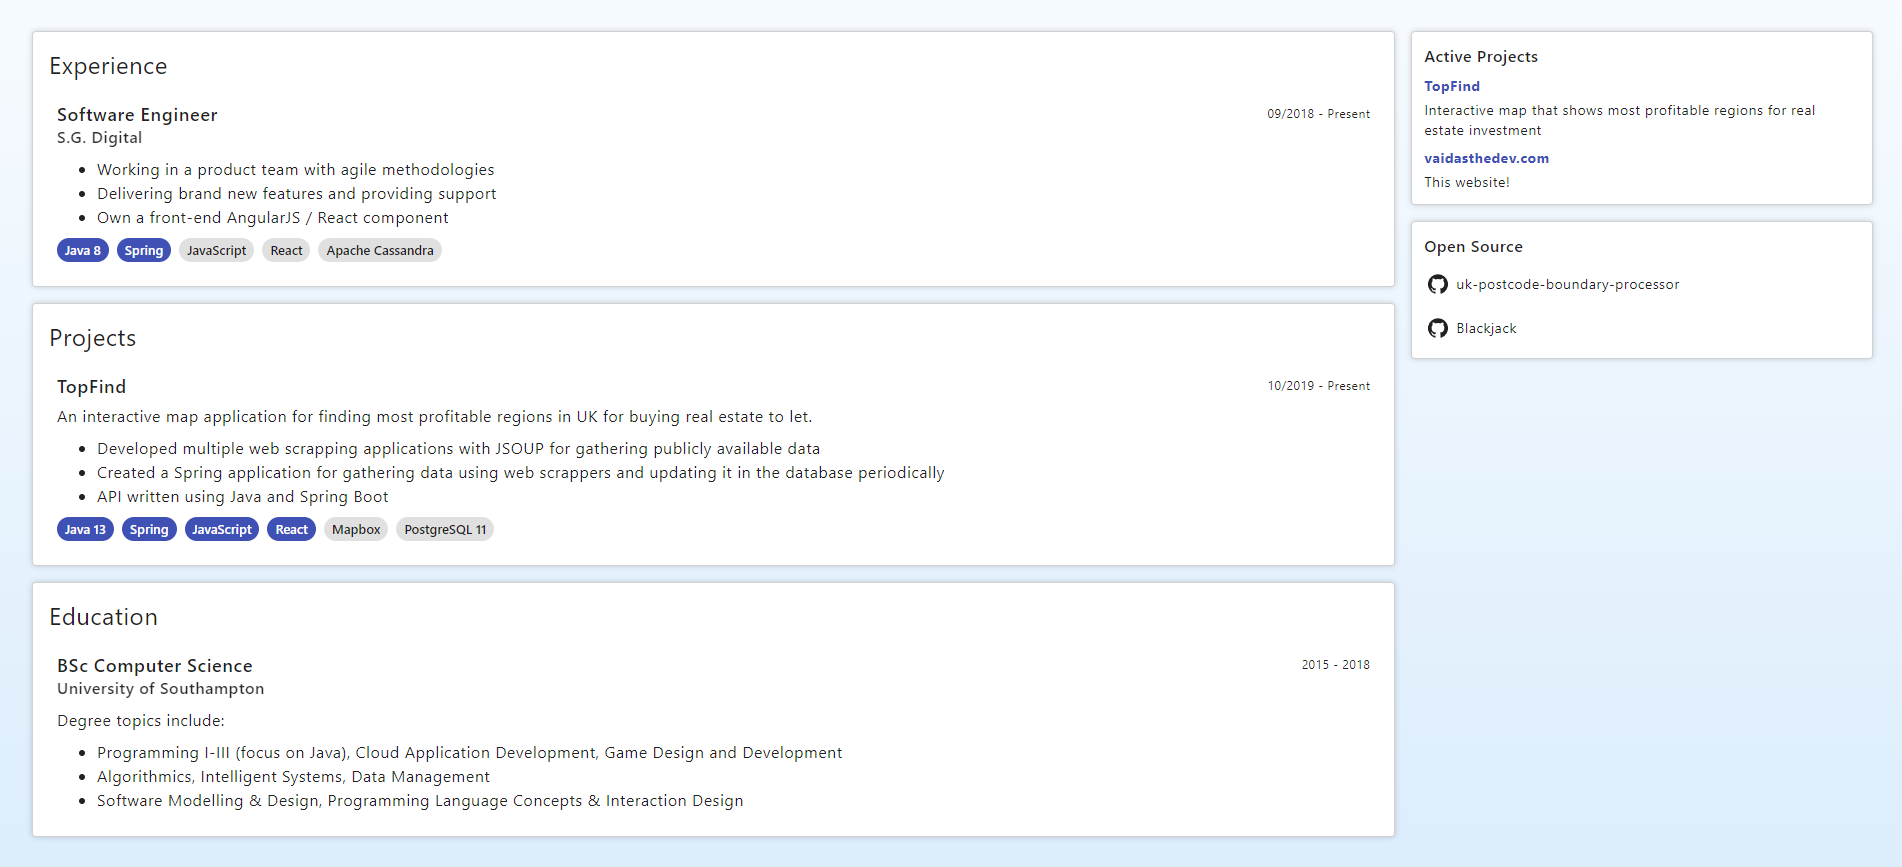 Experience
Software Engineer
09/2018 - Present
S.G. Digital
Working in a product team with agile methodologies
Delivering brand new features and providing support
Own a front-end AngularJS / React component
Java 8 Spring JavaScript React Apache Cassandra
Projects
TopFind
10/2019 - Present
An interactive map application for finding most profitable regions in UK for buying real estate to let.
Developed multiple web scrapping applications with JSOUP for gathering publicly available data
Created a Spring application for gathering data using web scrappers and updating it in the database periodically
API written using Java and Spring Boot
Java 13 Spring JavaScript React Mapbox PostgreSQL 11
Education
BSc Computer Science
2015 - 2018
University of Southampton
Degree topics include:
Programming I-III (focus on Java), Cloud Application Development, Game Design and Development
Algorithmics, Intelligent Systems, Data Management
Software Modelling & Design, Programming Language Concepts & Interaction Design
Active Projects
TopFind
Interactive map that shows most profitable regions for real
estate investment
vaidasthedev.com
This website!
Open Source
uk-postcode-boundary-processor
Blackjack